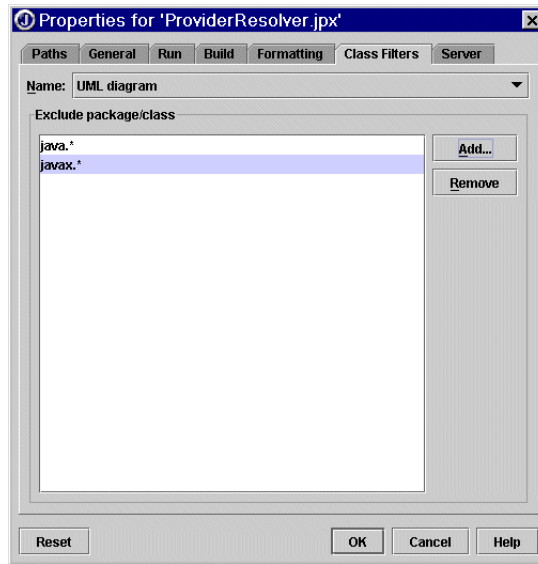 Properties for 'ProviderResolver.jpx'
Paths General Run Build Formatting Class Filters Server
Name: UML diagram
Exclude package/class
java.*
javax.*
Add...
Remove
Reset OK Cancel Help